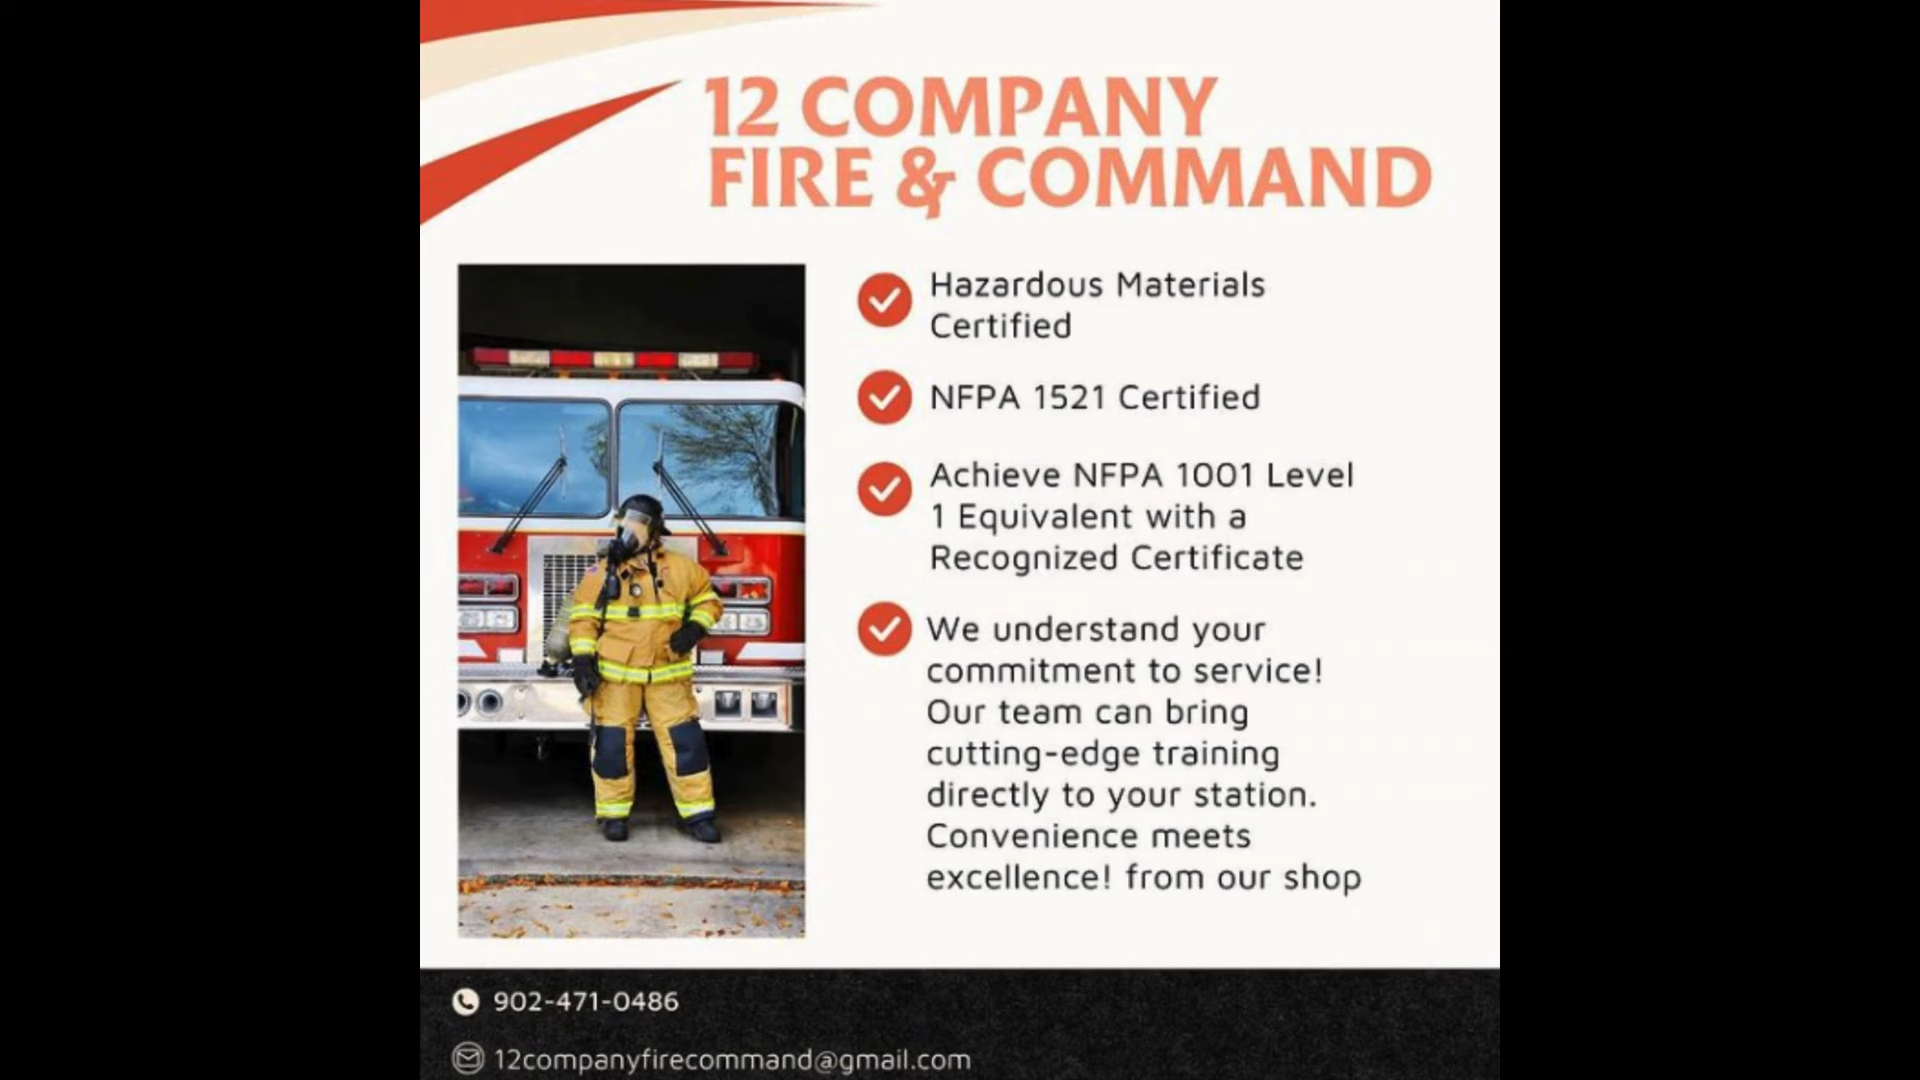 12 COMPANY
FIRE & COMMAND
Hazardous Materials
Certified
NFPA 1521 Certified
Achieve NFPA 1001 Level
1 Equivalent with a
Recognized Certificate
We understand your
commitment to service!
Our team can bring
cutting-edge training
directly to your station.
Convenience meets
excellence! from our shop
902-471-0486
12companyfirecommand@gmail.com